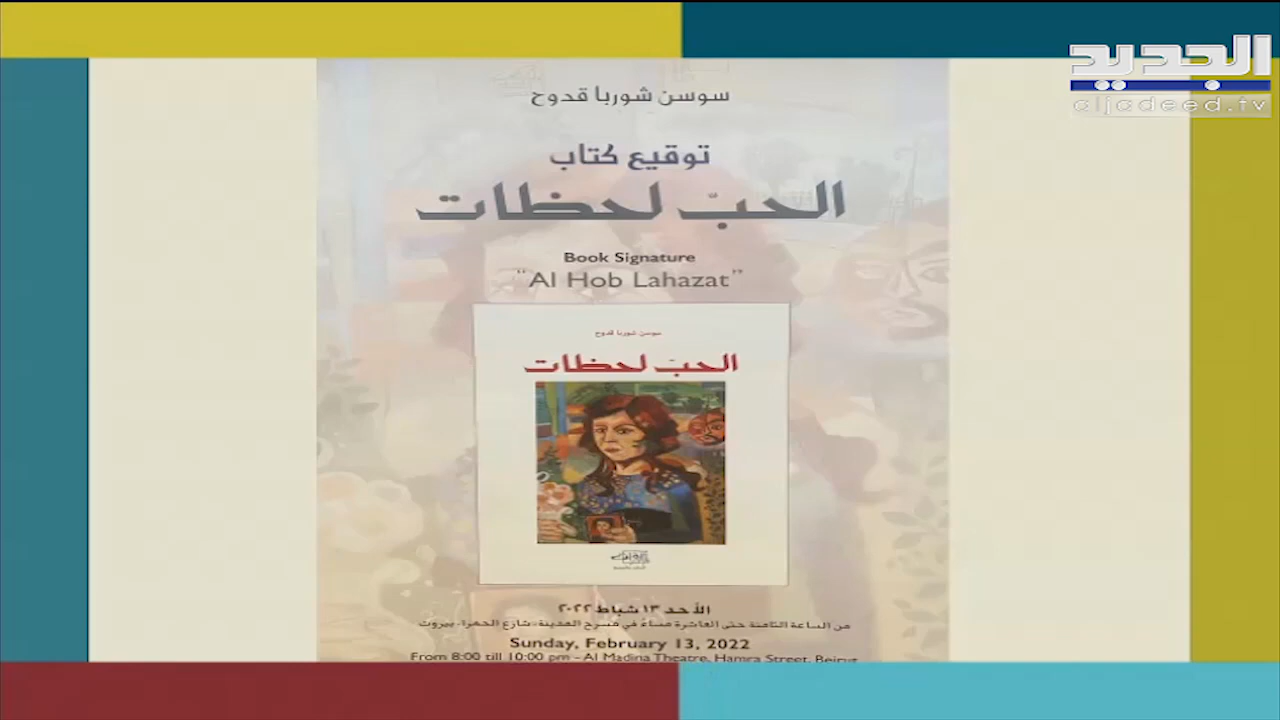 الجديد
aljadeed.tv
سوسن شوربا قدوح
توقيع كتاب
الحبّ لحظات
Book Signature
"Al Hob Lahazat"
سوسن شوربا قدوح
الحبّ لحظات
الأحد ١٣ شباط ٢٠٢٢
من الساعة الثامنة حتى العاشرة مساءً في مسرح المدينة - شارع الحمرا - بيروت
Sunday, February 13, 2022
From 8:00 till 10:00 pm - Al Madina Theatre, Hamra Street, Beirut